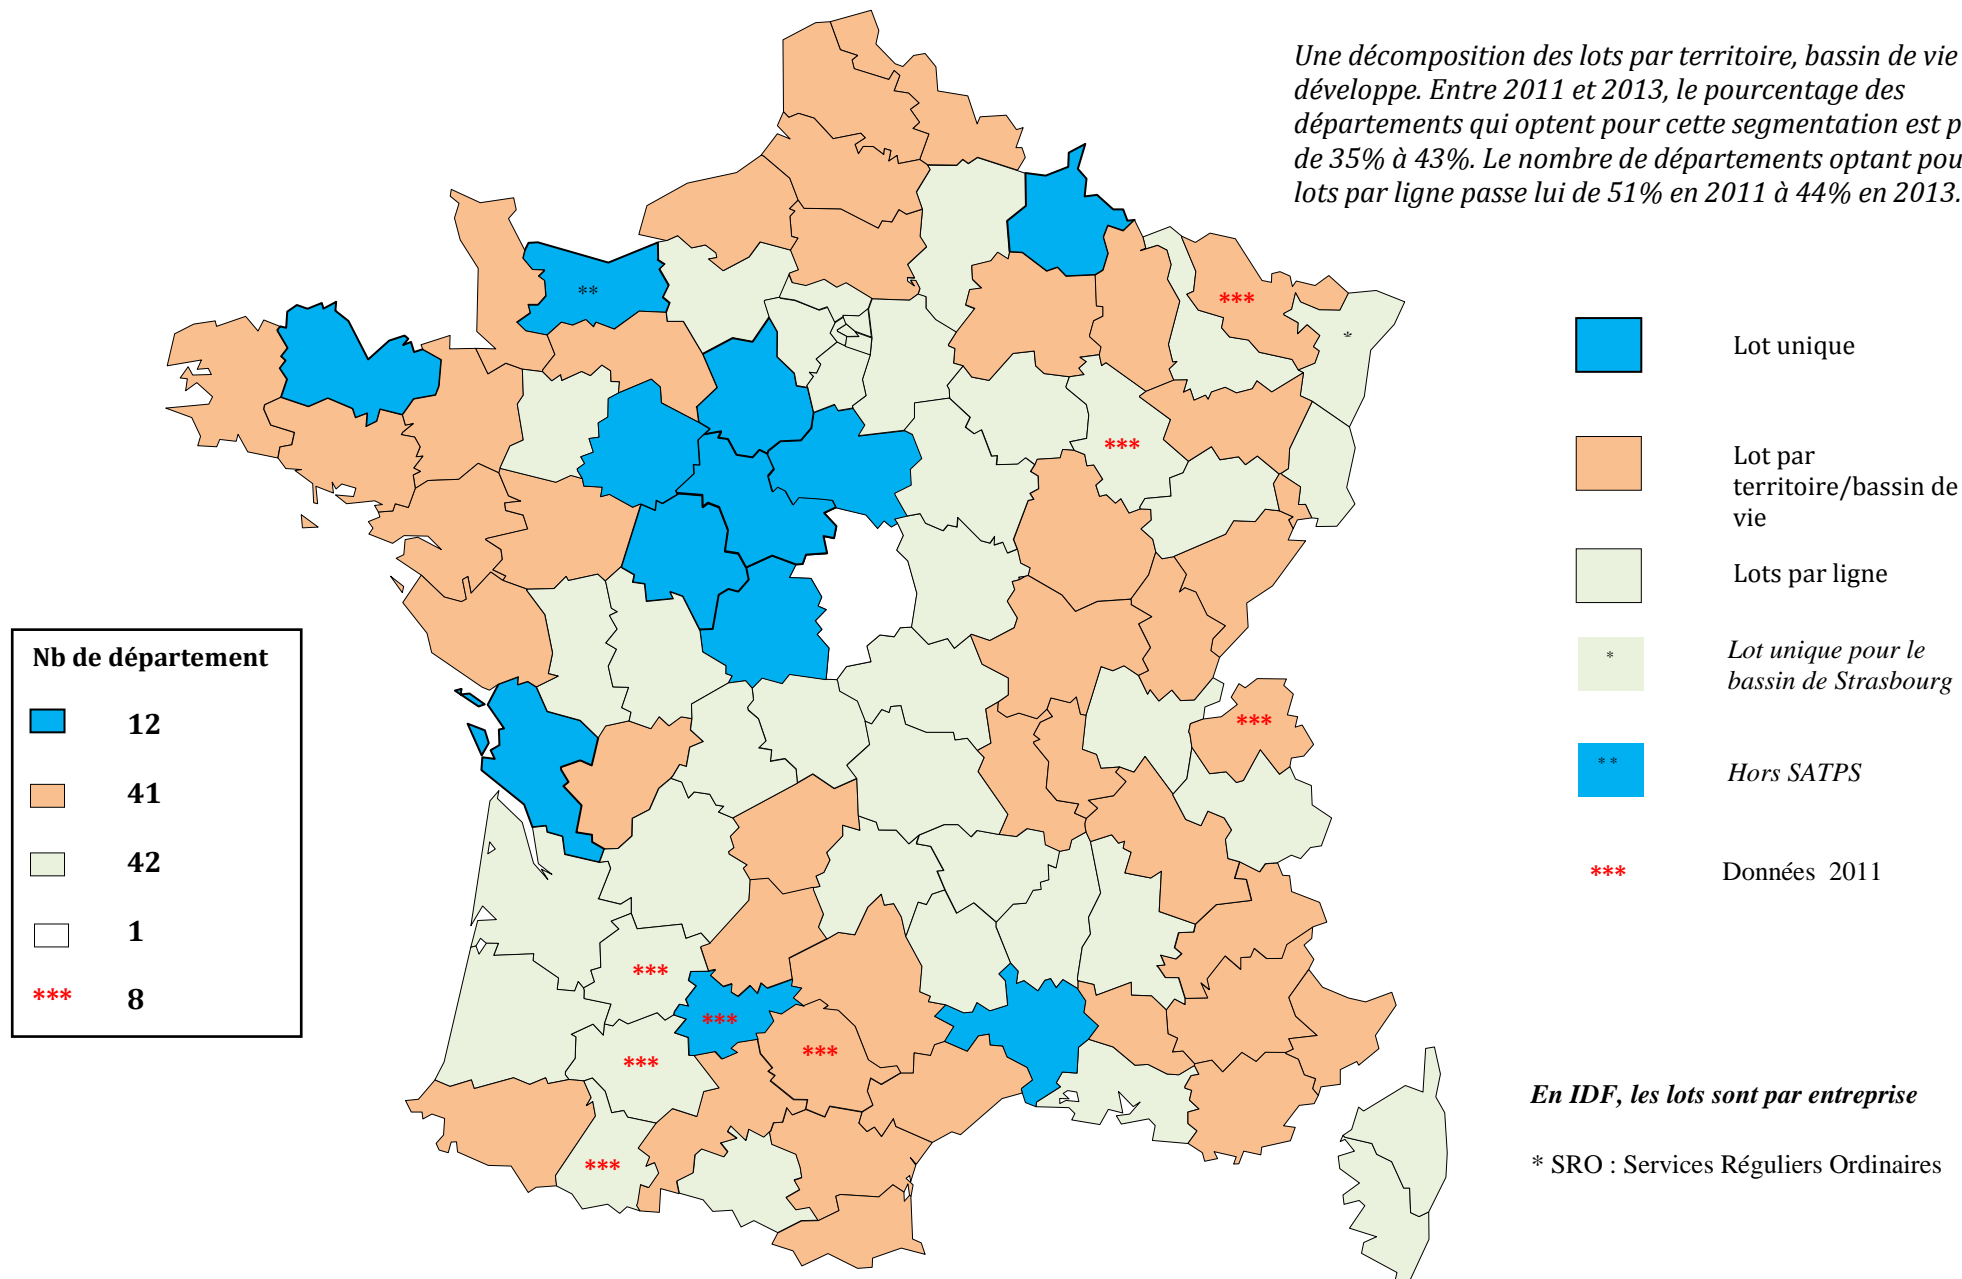 Une décomposition des lots par territoire, bassin de vie
développe. Entre 2011 et 2013, le pourcentage des
départements qui optent pour cette segmentation est p
de 35% à 43%. Le nombre de départements optant pou
lots par ligne passe lui de 51% en 2011 à 44% en 2013.
**
***
*
***
***
***
***
***
***
***
Lot unique
Lot par
territoire/bassin de
vie
Lots par ligne
*
Lot unique pour le
bassin de Strasbourg
**
Hors SATPS
***
Données 2011
Nb de département
12
41
42
1
***
8
En IDF, les lots sont par entreprise
* SRO : Services Réguliers Ordinaires